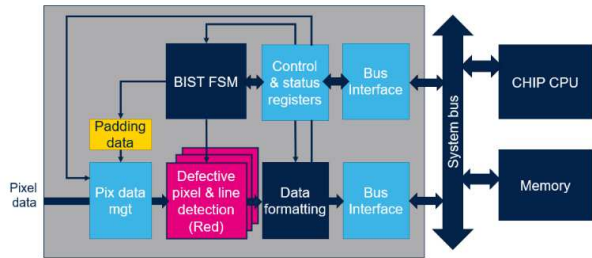 BIST FSM
Control
& status
registers
Bus
Interface
CHIP CPU
Padding
data
System bus
Pixel
data
Pix data
mgt
Defective
pixel & line
detection
(Red)
Data
formatting
Bus
Interface
Memory